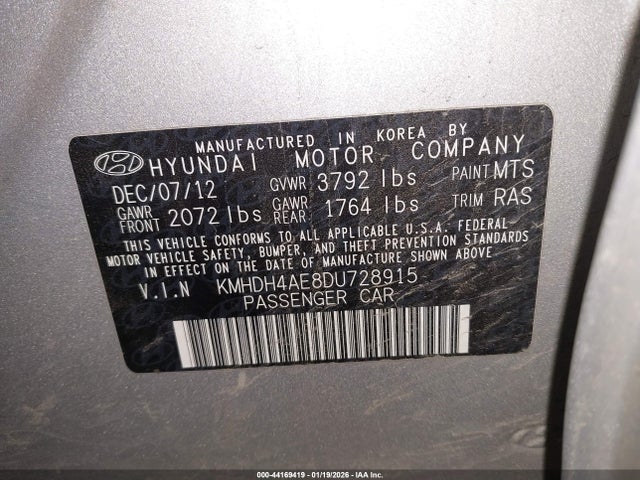 MANUFACTURED IN KOREA BY
HYUNDAI MOTOR COMPANY
DEC/07/12 GVWR 3792 lbs PAINT MTS
GAWR FRONT 2072 lbs GAWR REAR 1764 lbs TRIM RAS
THIS VEHICLE CONFORMS TO ALL APPLICABLE U.S.A. FEDERAL
MOTOR VEHICLE SAFETY, BUMPER, AND THEFT PREVENTION STANDARDS
IN EFFECT ON THE DATE OF MANUFACTURE SHOWN ABOVE
V.I.N KMHDH4AE8DU728915
PASSENGER CAR
000-44169419 - 01/19/2026 - IAA Inc.